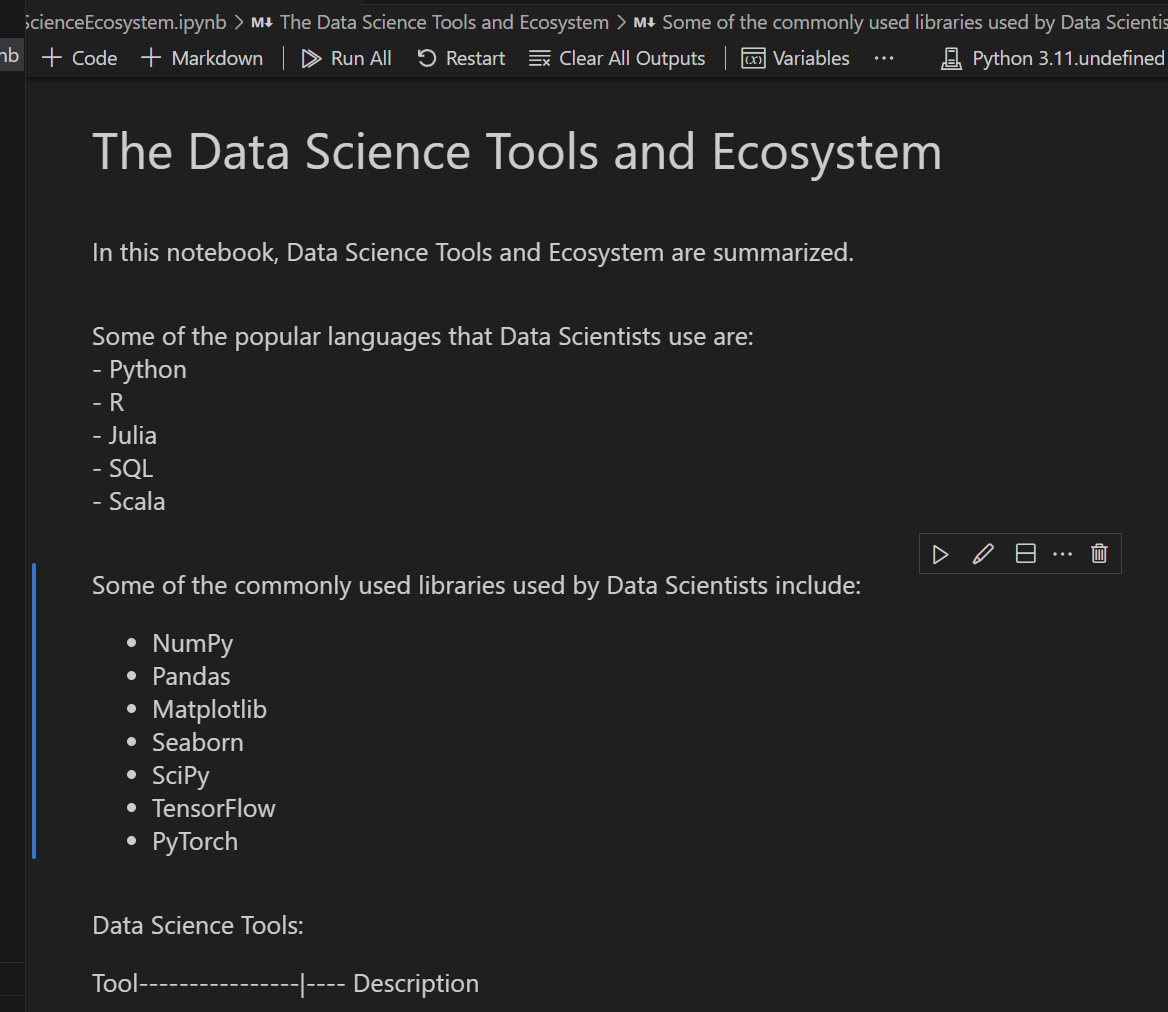 ScienceEcosystem.ipynb > M↓ The Data Science Tools and Ecosystem > M↓ Some of the commonly used libraries used by Data Scientis
nb
Code Markdown Run All Restart Clear All Outputs Variables ... Python 3.11.undefined
The Data Science Tools and Ecosystem
In this notebook, Data Science Tools and Ecosystem are summarized.
Some of the popular languages that Data Scientists use are:
- Python
- R
- Julia
- SQL
- Scala
Some of the commonly used libraries used by Data Scientists include:
• NumPy
• Pandas
• Matplotlib
• Seaborn
• SciPy
• TensorFlow
• PyTorch
Data Science Tools:
Tool----------------|---- Description